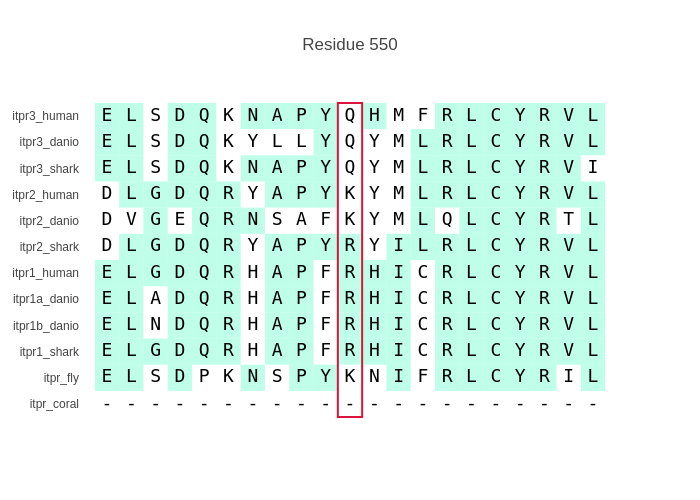 Residue 550
itpr3_human E L S D Q K N A P Y Q H M F R L C Y R V L
itpr3_danio E L S D Q K Y L L Y Q Y M L R L C Y R V L
itpr3_shark E L S D Q K N A P Y Q Y M L R L C Y R V I
itpr2_human D L G D Q R Y A P Y K Y M L R L C Y R V L
itpr2_danio D V G E Q R N S A F K Y M L Q L C Y R T L
itpr2_shark D L G D Q R Y A P Y R Y I L R L C Y R V L
itpr1_human E L G D Q R H A P F R H I C R L C Y R V L
itpr1a_danio E L A D Q R H A P F R H I C R L C Y R V L
itpr1b_danio E L N D Q R H A P F R H I C R L C Y R V L
itpr1_shark E L G D Q R H A P F R H I C R L C Y R V L
itpr_fly E L S D P K N S P Y K N I F R L C Y R I L
itpr_coral - - - - - - - - - - - - - - - - - - - - -